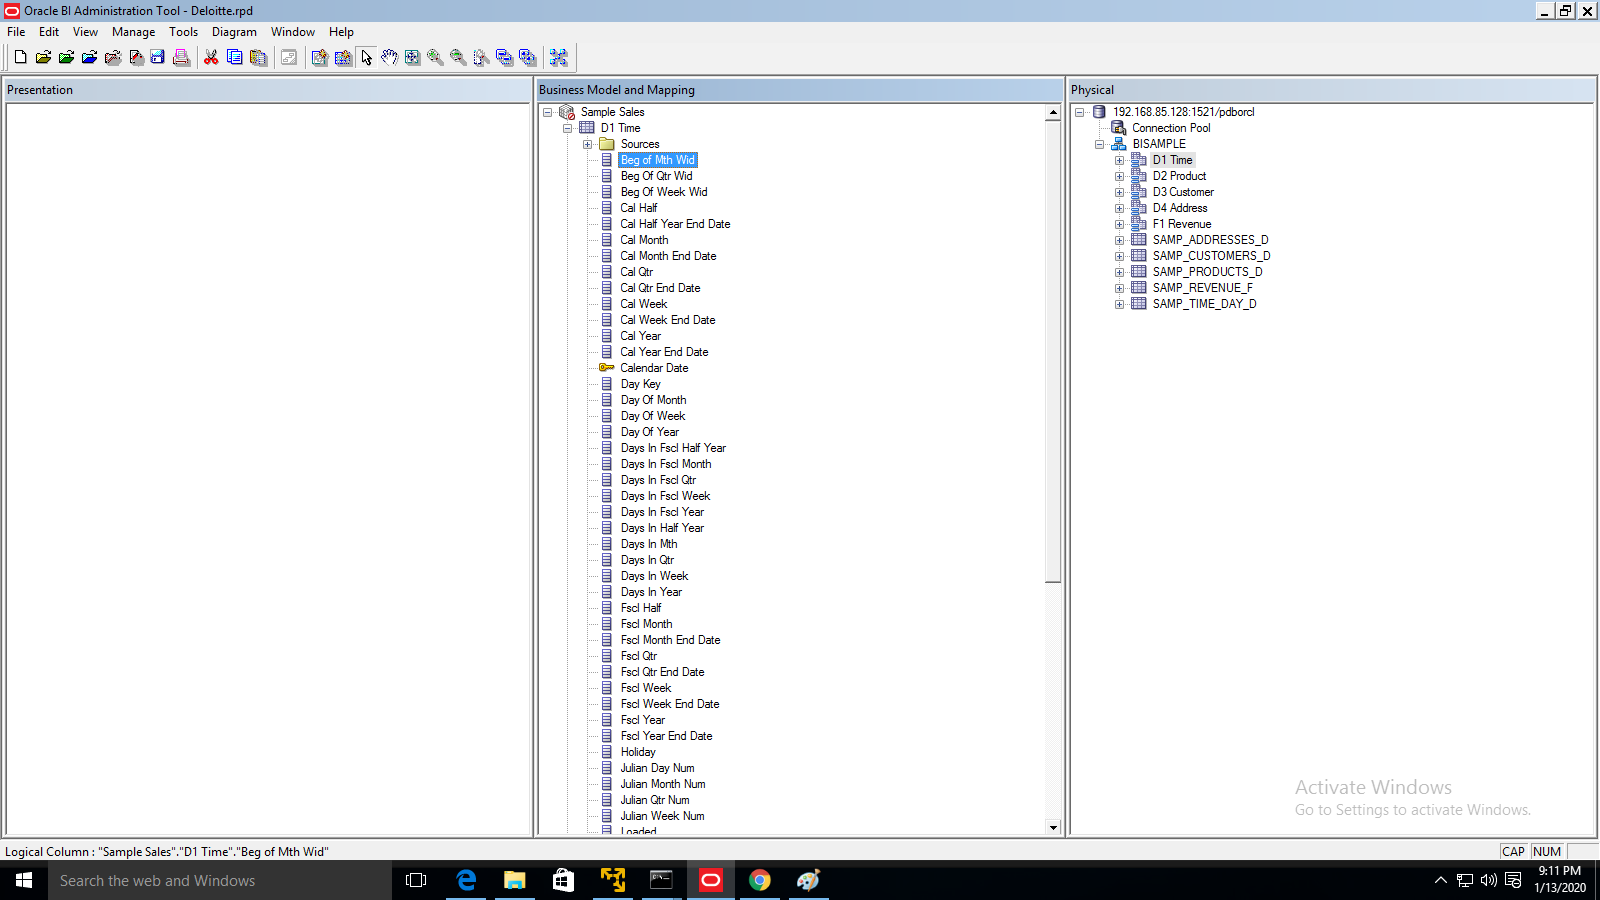 Oracle BI Administration Tool - Deloitte.rpd
File Edit View Manage Tools Diagram Window Help
Presentation
Business Model and Mapping
Sample Sales
D1 Time
Sources
Beg of Mth Wid
Beg Of Qtr Wid
Beg Of Week Wid
Cal Half
Cal Half Year End Date
Cal Month
Cal Month End Date
Cal Qtr
Cal Qtr End Date
Cal Week
Cal Week End Date
Cal Year
Cal Year End Date
Calendar Date
Day Key
Day Of Month
Day Of Week
Day Of Year
Days In Fscl Half Year
Days In Fscl Month
Days In Fscl Qtr
Days In Fscl Week
Days In Fscl Year
Days In Half Year
Days In Mth
Days In Qtr
Days In Week
Days In Year
Fscl Half
Fscl Month
Fscl Month End Date
Fscl Qtr
Fscl Qtr End Date
Fscl Week
Fscl Week End Date
Fscl Year
Fscl Year End Date
Holiday
Julian Day Num
Julian Month Num
Julian Qtr Num
Julian Week Num
Loaded
Physical
192.168.85.128:1521/pdborcl
Connection Pool
BISAMPLE
D1 Time
D2 Product
D3 Customer
D4 Address
F1 Revenue
SAMP_ADDRESSES_D
SAMP_CUSTOMERS_D
SAMP_PRODUCTS_D
SAMP_REVENUE_F
SAMP_TIME_DAY_D
Activate Windows
Go to Settings to activate Windows.
Logical Column : "Sample Sales"."D1 Time"."Beg of Mth Wid"
CAP NUM
Search the web and Windows
9:11 PM
1/13/2020